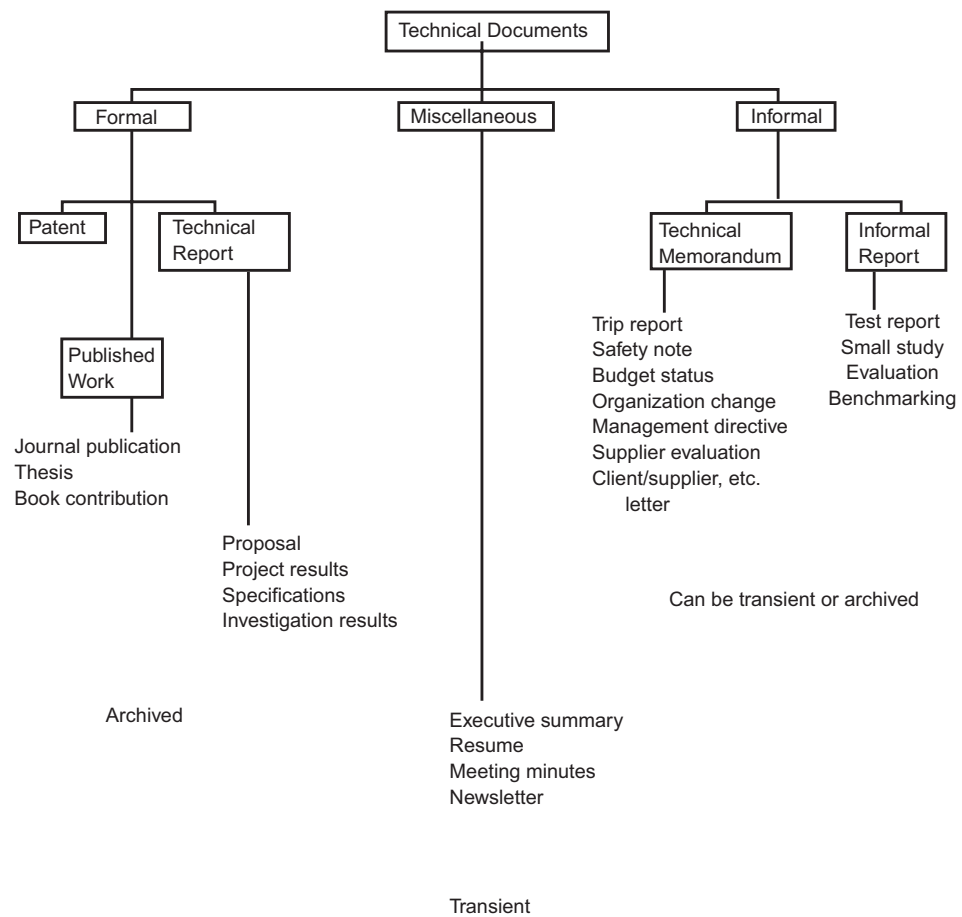 Technical Documents
Formal
Miscellaneous
Informal
Patent
Technical
Report
Technical
Memorandum
Informal
Report
Published
Work
Journal publication
Thesis
Book contribution
Proposal
Project results
Specifications
Investigation results
Trip report
Safety note
Budget status
Organization change
Management directive
Supplier evaluation
Client/supplier, etc.
letter
Test report
Small study
Evaluation
Benchmarking
Can be transient or archived
Archived
Executive summary
Resume
Meeting minutes
Newsletter
Transient